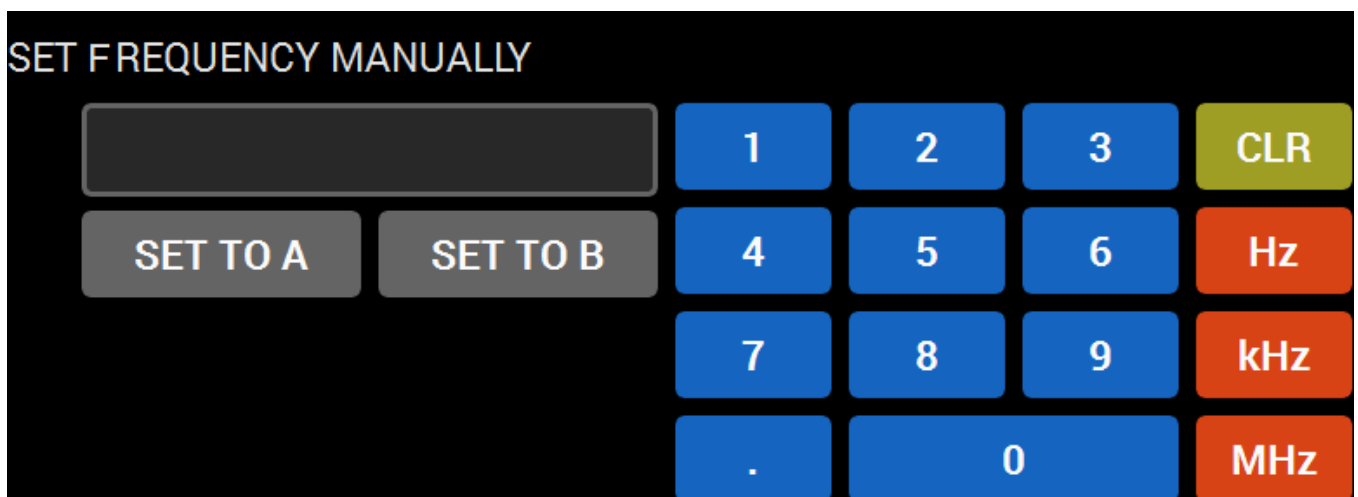 SET FREQUENCY MANUALLY
1 2 3 CLR
SET TO A SET TO B 4 5 6 Hz
7 8 9 kHz
. 0 MHz